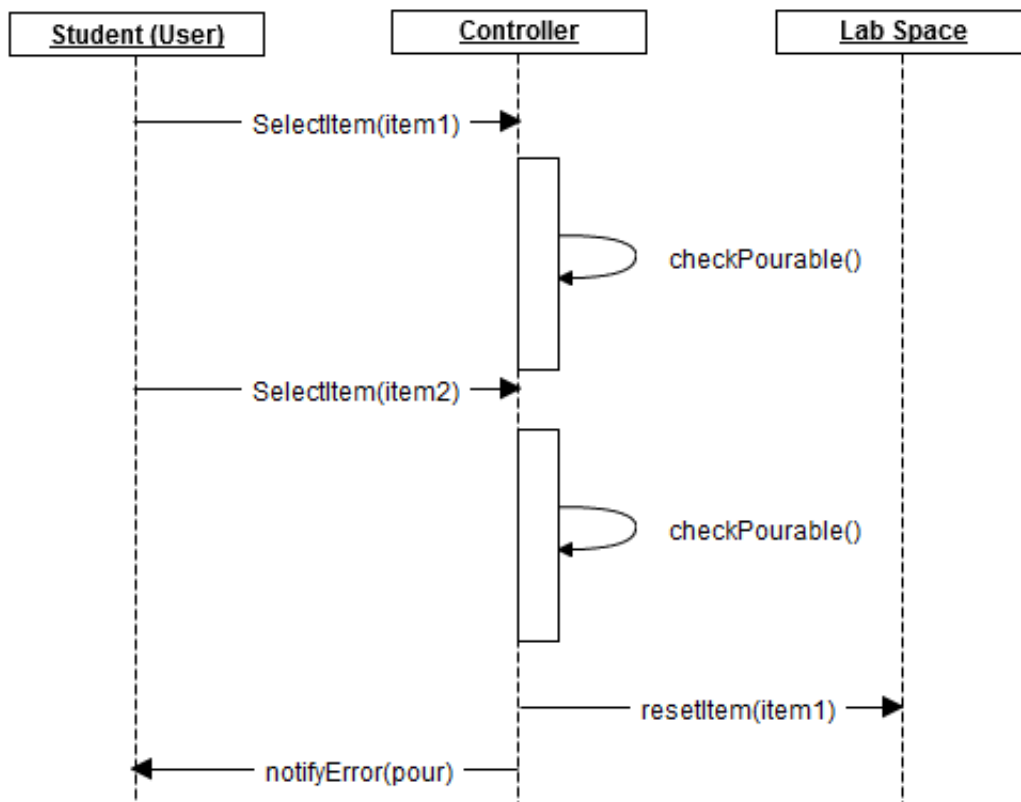 Student (User)
Controller
Lab Space
SelectItem(item1)
checkPourable()
SelectItem(item2)
checkPourable()
resetItem(item1)
notifyError(pour)